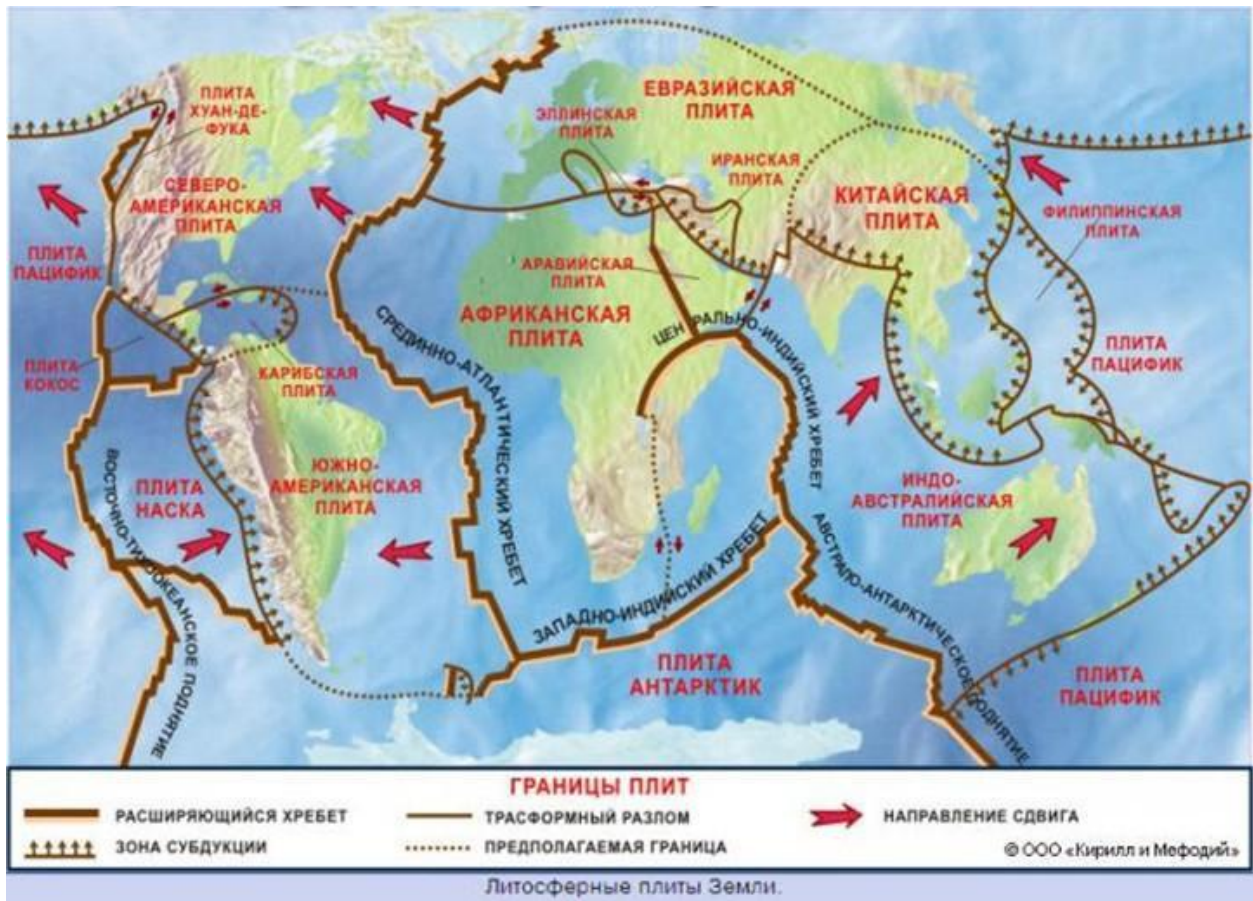 ПЛИТА
ХУАН-ДЕ-
ФУКА
ЕВРАЗИЙСКАЯ
ПЛИТА
ЭЛЛИНСКАЯ
ПЛИТА
ИРАНСКАЯ
ПЛИТА
СЕВЕРО-
АМЕРИКАНСКАЯ
ПЛИТА
КИТАЙСКАЯ
ПЛИТА
ФИЛИППИНСКАЯ
ПЛИТА
ПЛИТА
ПАЦИФИК
АРАВИЙСКАЯ
ПЛИТА
АФРИКАНСКАЯ
ПЛИТА
ЦЕНТРАЛЬНО-ИНДИЙСКИЙ ХРЕБЕТ
СРЕДИННО-АТЛАНТИЧЕСКИЙ ХРЕБЕТ
ПЛИТА
КОКОС
КАРИБСКАЯ
ПЛИТА
ПЛИТА
ПАЦИФИК
ВОСТОЧНО-ТИХООКЕАНСКОЕ ПОДНЯТИЕ
ПЛИТА
НАСКА
ЮЖНО-
АМЕРИКАНСКАЯ
ПЛИТА
ИНДО-
АВСТРАЛИЙСКАЯ
ПЛИТА
ЗАПАДНО-ИНДИЙСКИЙ ХРЕБЕТ
АВСТРАЛО-АНТАРКТИЧЕСКОЕ ПОДНЯТИЕ
ПЛИТА
АНТАРКТИК
ПЛИТА
ПАЦИФИК
ГРАНИЦЫ ПЛИТ
РАСШИРЯЮЩИЙСЯ ХРЕБЕТ
ТРАСФОРМНЫЙ РАЗЛОМ
НАПРАВЛЕНИЕ СДВИГА
ЗОНА СУБДУКЦИИ
ПРЕДПОЛАГАЕМАЯ ГРАНИЦА
© ООО «Кирилл и Мефодий»
Литосферные плиты Земли.